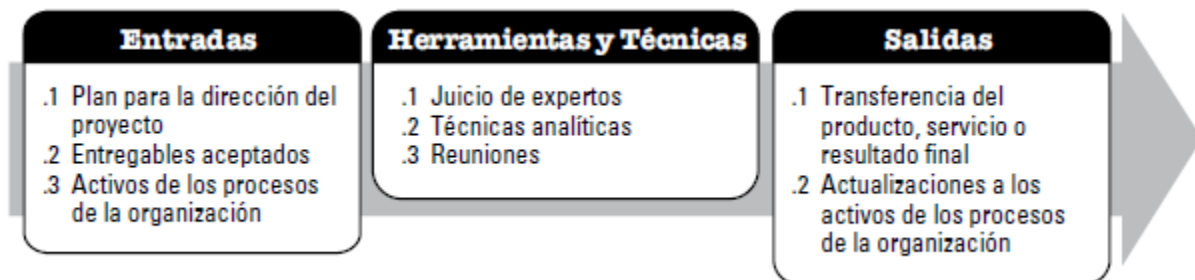 Entradas
.1 Plan para la dirección del
proyecto
.2 Entregables aceptados
.3 Activos de los procesos
de la organización
Herramientas y Técnicas
.1 Juicio de expertos
.2 Técnicas analíticas
.3 Reuniones
Salidas
.1 Transferencia del
producto, servicio o
resultado final
.2 Actualizaciones a los
activos de los procesos
de la organización